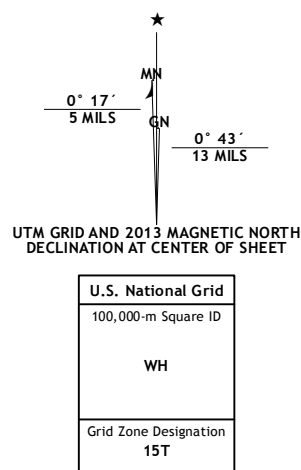 ★
MN
0° 17´
5 MILS
GN
0° 43´
13 MILS
UTM GRID AND 2013 MAGNETIC NORTH
DECLINATION AT CENTER OF SHEET
U.S. National Grid
100,000-m Square ID
WH
Grid Zone Designation
15T